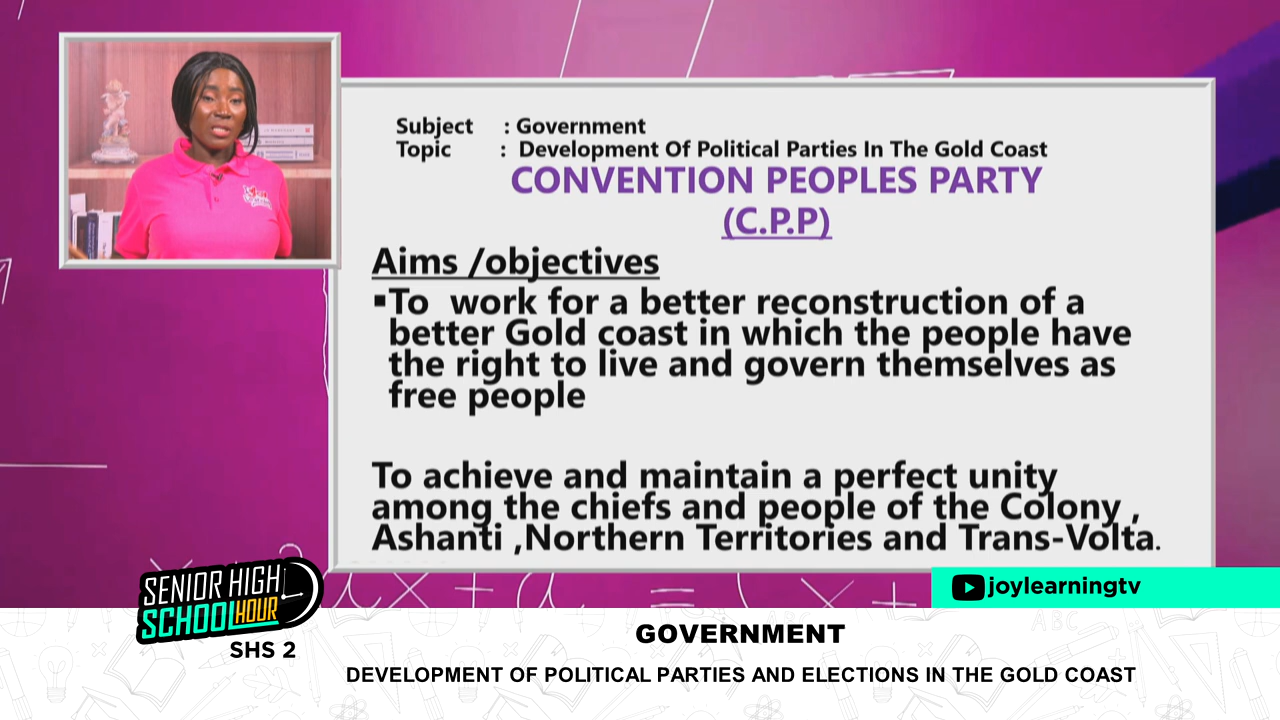 Subject : Government
Topic : Development Of Political Parties In The Gold Coast
CONVENTION PEOPLES PARTY
(C.P.P)
Aims /objectives
▪To work for a better reconstruction of a
better Gold coast in which the people have
the right to live and govern themselves as
free people
To achieve and maintain a perfect unity
among the chiefs and people of the Colony ,
Ashanti ,Northern Territories and Trans-Volta.
SENIOR HIGH
SCHOOL HOUR
SHS 2
joylearningtv
GOVERNMENT
DEVELOPMENT OF POLITICAL PARTIES AND ELECTIONS IN THE GOLD COAST